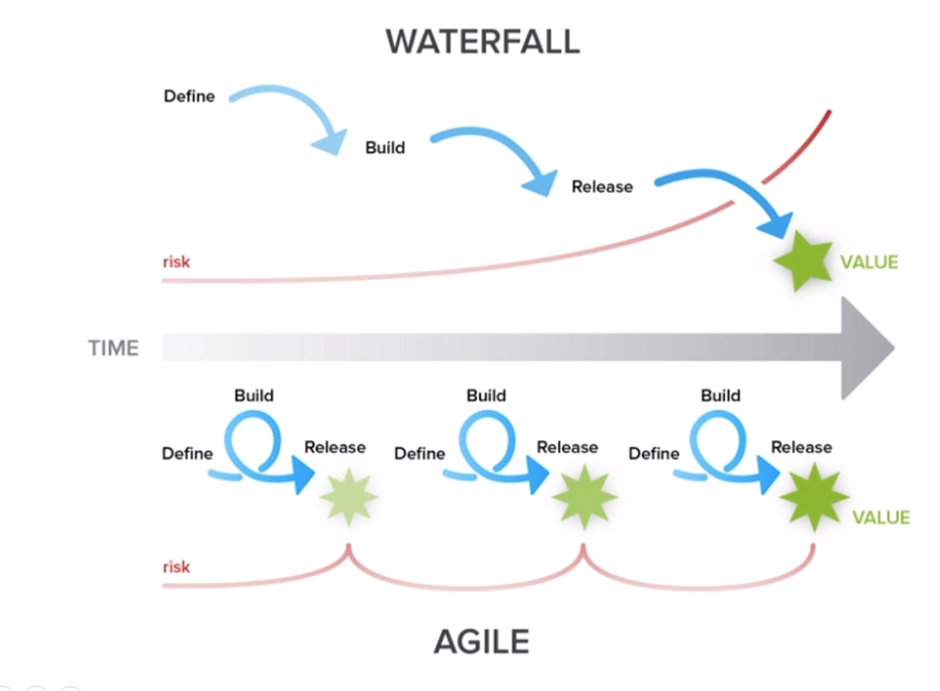 WATERFALL
Define
Build
Release
risk
VALUE
TIME
Build
Build
Build
Define
Release
Define
Release
Define
Release
VALUE
risk
AGILE